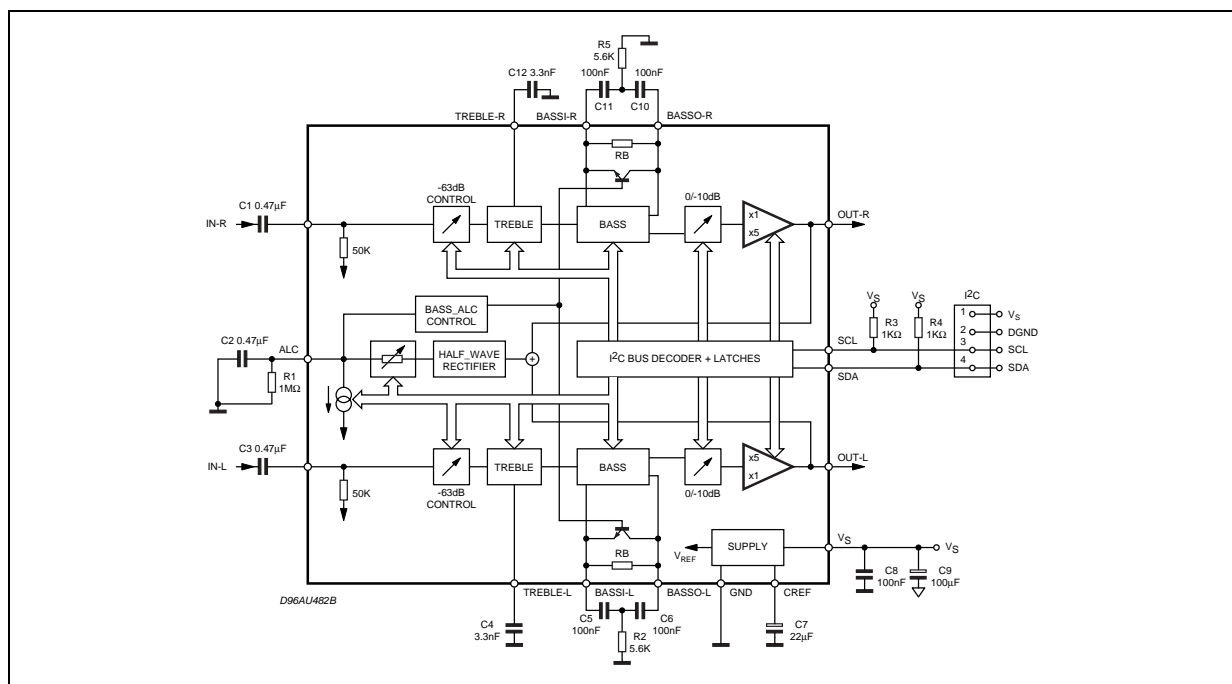 R5
5.6K
C12 3.3nF
100nF
100nF
C11
C10
TREBLE-R
BASSI-R
BASSO-R
RB
-63dB
CONTROL
0/-10dB
C1 0.47µF
IN-R
TREBLE
BASS
x1
x5
OUT-R
50K
BASS_ALC
CONTROL
VS
VS
I2C
R3
1KΩ
R4
1KΩ
1
VS
2
DGND
3
SCL
4
SDA
C2 0.47µF
ALC
R1
1MΩ
HALF_WAVE
RECTIFIER
+
I2C BUS DECODER + LATCHES
SCL
SDA
C3 0.47µF
IN-L
TREBLE
BASS
x5
x1
OUT-L
50K
-63dB
CONTROL
0/-10dB
RB
VREF
SUPPLY
VS
VS
C8
100nF
C9
100µF
D96AU482B
TREBLE-L
BASSI-L
BASSO-L
GND
CREF
C4
3.3nF
C5
100nF
C6
100nF
R2
5.6K
C7
22µF